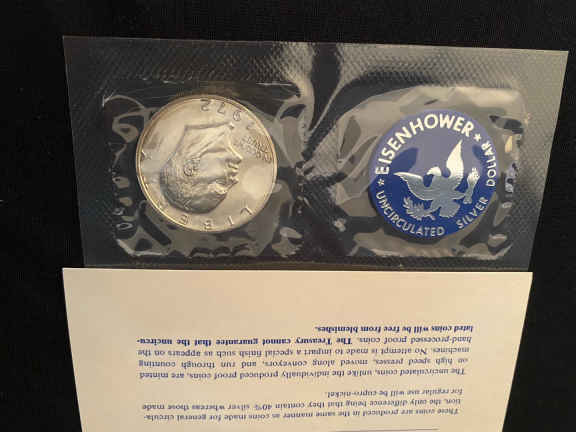 LIBERTY
IN GOD
WE TRUST
1972
★ EISENHOWER ★
DOLLAR
UNCIRCULATED SILVER
These coins are produced in the same manner as coins made for general circula-
tion, the only difference being that they contain 40% silver whereas those made
for regular use will be cupro-nickel.
The uncirculated coins, unlike the individually produced proof coins, are minted
on high speed presses, moved along conveyors, and run through counting
machines. No attempt is made to impart a special finish such as appears on the
hand-processed proof coins. The Treasury cannot guarantee that the uncircu-
lated coins will be free from blemishes.